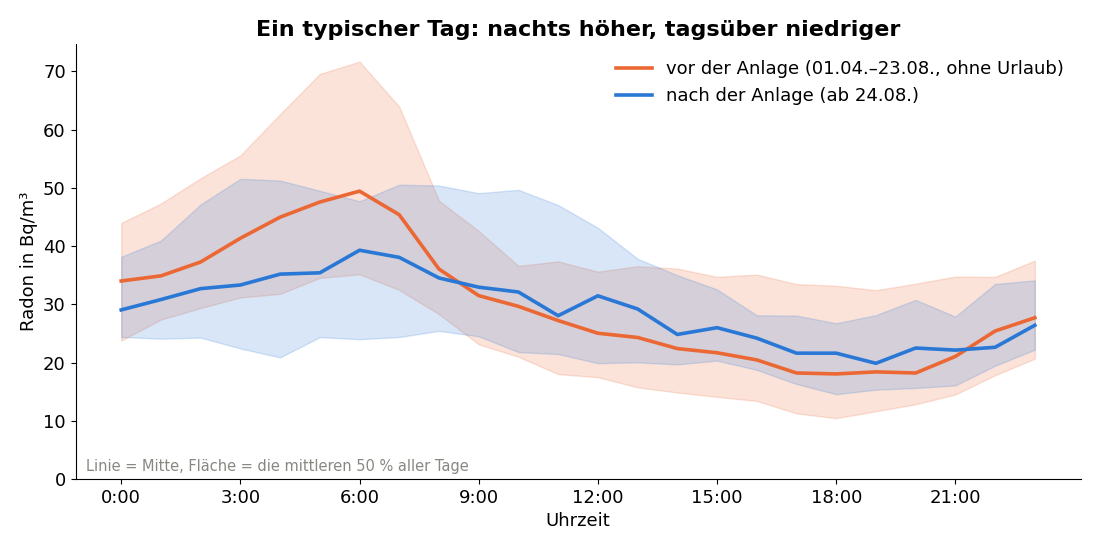 Ein typischer Tag: nachts höher, tagsüber niedriger
vor der Anlage (01.04.–23.08., ohne Urlaub)
nach der Anlage (ab 24.08.)
Radon in Bq/m³
70
60
50
40
30
20
10
0
Linie = Mitte, Fläche = die mittleren 50 % aller Tage
0:00 3:00 6:00 9:00 12:00 15:00 18:00 21:00
Uhrzeit